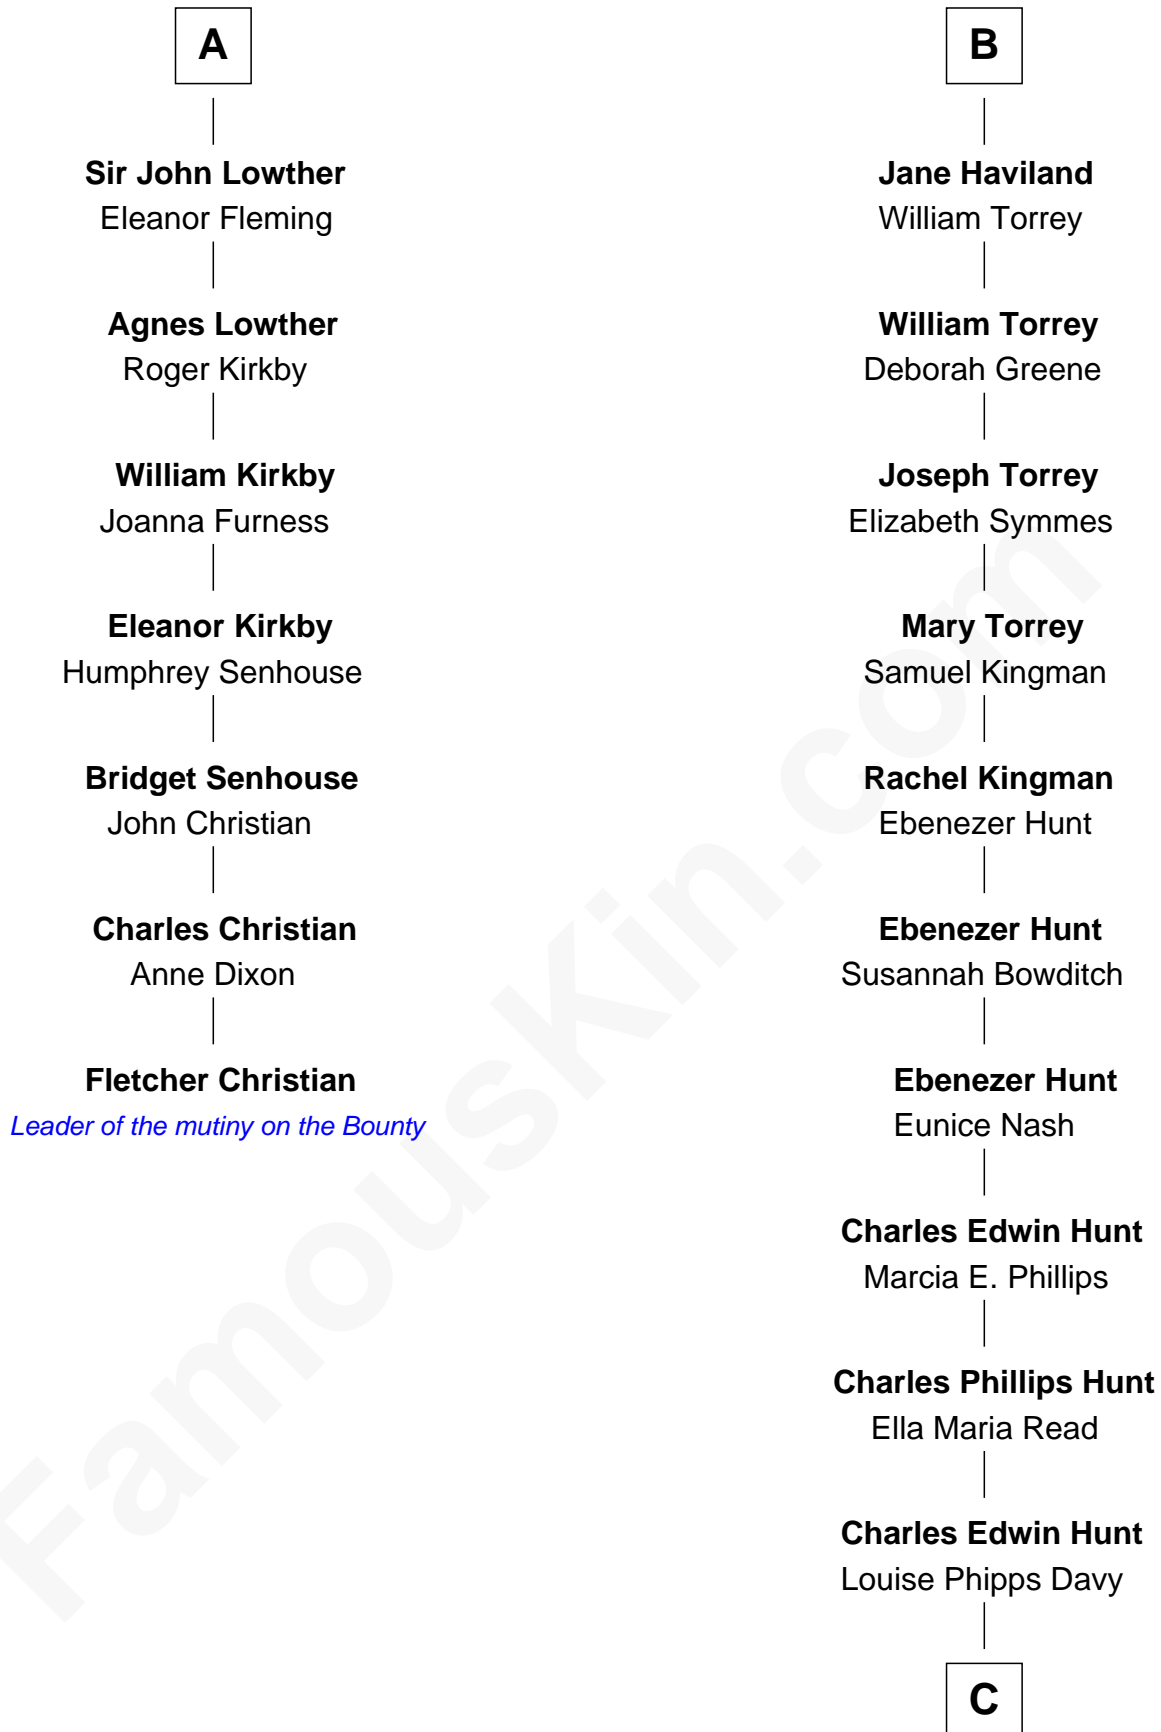 A
Sir John Lowther
Eleanor Fleming
Agnes Lowther
Roger Kirkby
William Kirkby
Joanna Furness
Eleanor Kirkby
Humphrey Senhouse
Bridget Senhouse
John Christian
Charles Christian
Anne Dixon
Fletcher Christian
Leader of the mutiny on the Bounty
B
Jane Haviland
William Torrey
William Torrey
Deborah Greene
Joseph Torrey
Elizabeth Symmes
Mary Torrey
Samuel Kingman
Rachel Kingman
Ebenezer Hunt
Ebenezer Hunt
Susannah Bowditch
Ebenezer Hunt
Eunice Nash
Charles Edwin Hunt
Marcia E. Phillips
Charles Phillips Hunt
Ella Maria Read
Charles Edwin Hunt
Louise Phipps Davy
C
FamousKin.com